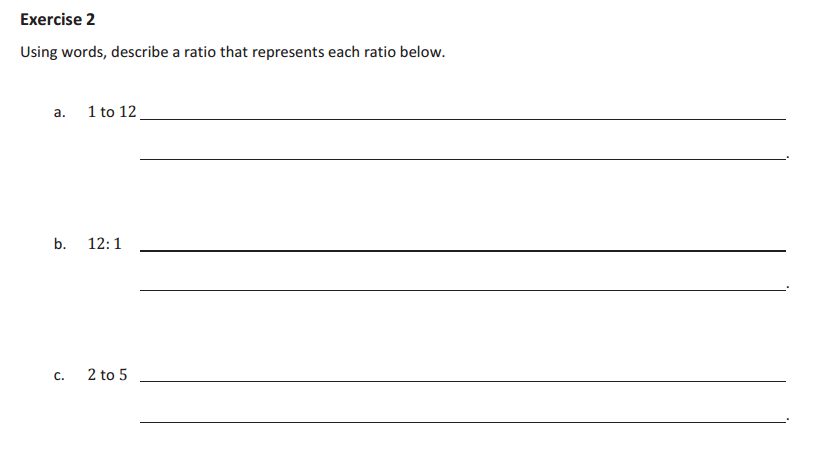 Exercise 2
Using words, describe a ratio that represents each ratio below.
a. 1 to 12
.
b. 12: 1
.
c. 2 to 5
.